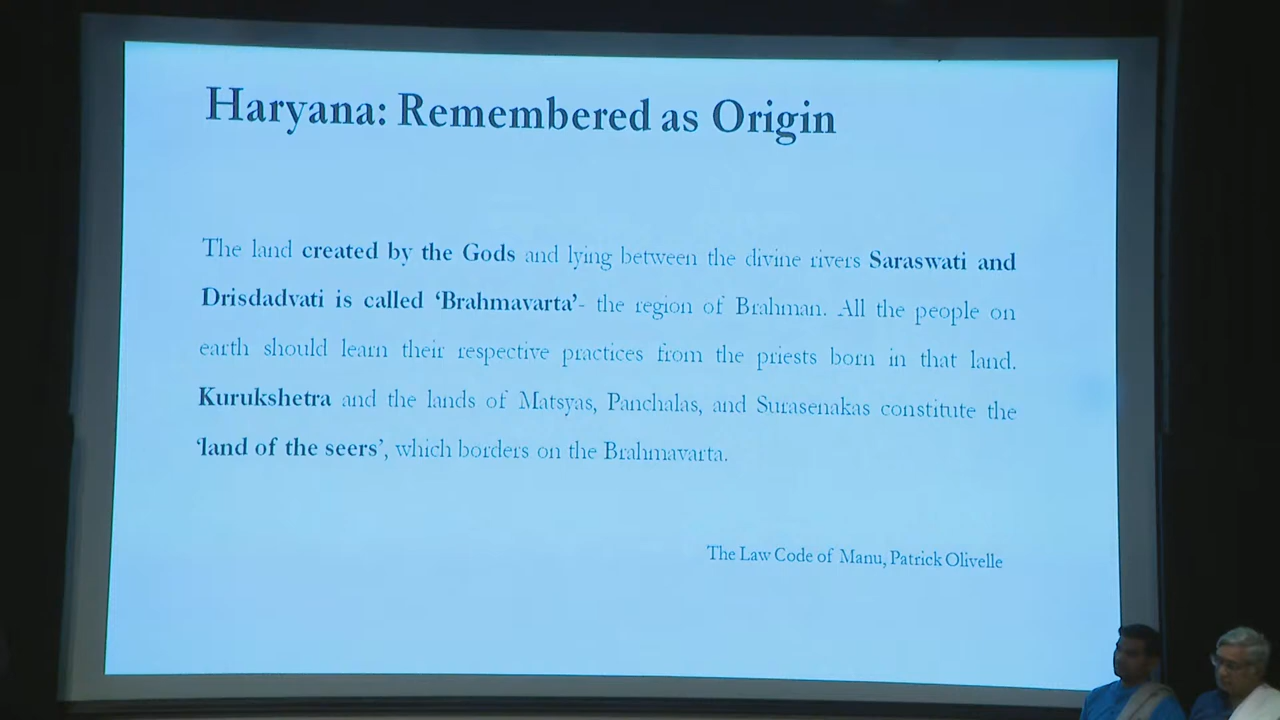 Haryana: Remembered as Origin
The land created by the Gods and lying between the divine rivers Saraswati and
Drisdadvati is called ‘Brahmavarta’- the region of Brahman. All the people on
earth should learn their respective practices from the priests born in that land.
Kurukshetra and the lands of Matsyas, Panchalas, and Surasenakas constitute the
‘land of the seers’, which borders on the Brahmavarta.
The Law Code of Manu, Patrick Olivelle